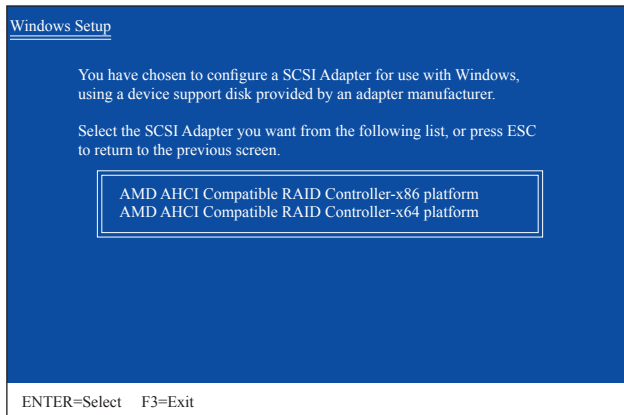 Windows Setup
You have chosen to configure a SCSI Adapter for use with Windows,
using a device support disk provided by an adapter manufacturer.
Select the SCSI Adapter you want from the following list, or press ESC
to return to the previous screen.
AMD AHCI Compatible RAID Controller-x86 platform
AMD AHCI Compatible RAID Controller-x64 platform
ENTER=Select F3=Exit